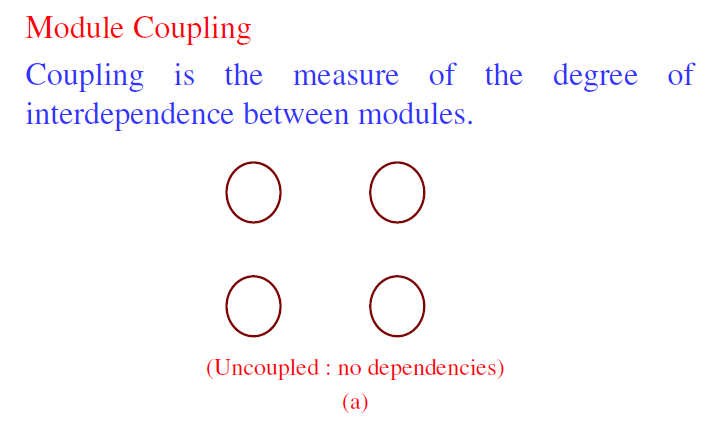 Module Coupling
Coupling is the measure of the degree of
interdependence between modules.
(Uncoupled : no dependencies)
(a)